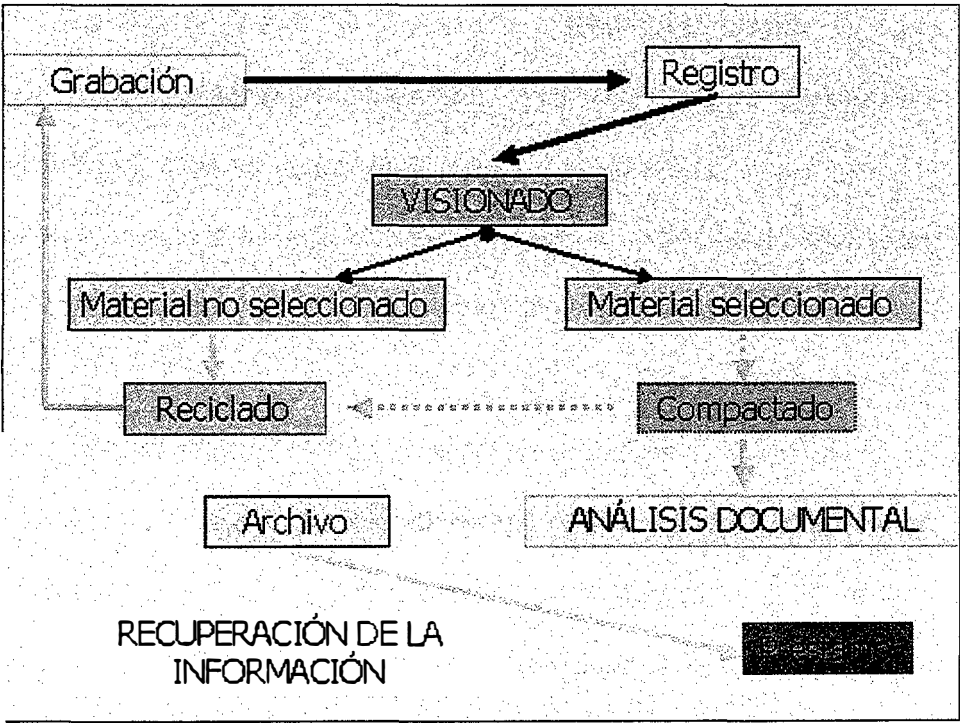 Grabación
Registro
VISIONADO
Material no seleccionado
Material seleccionado
Reciclado
Compactado
Archivo
ANÁLISIS DOCUMENTAL
RECUPERACIÓN DE LA
INFORMACIÓN